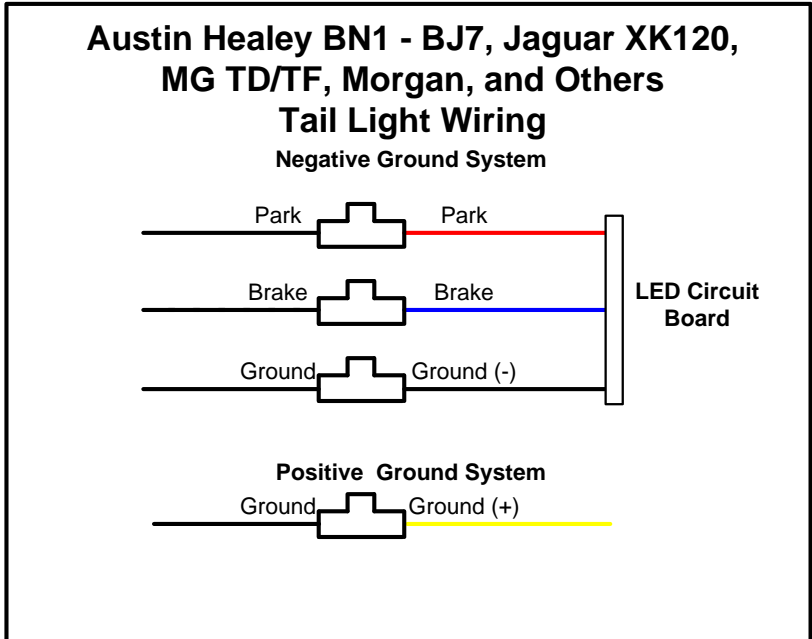 Austin Healey BN1 - BJ7, Jaguar XK120,
MG TD/TF, Morgan, and Others
Tail Light Wiring
Negative Ground System
Park Park
Brake Brake
LED Circuit
Board
Ground Ground (-)
Positive Ground System
Ground Ground (+)